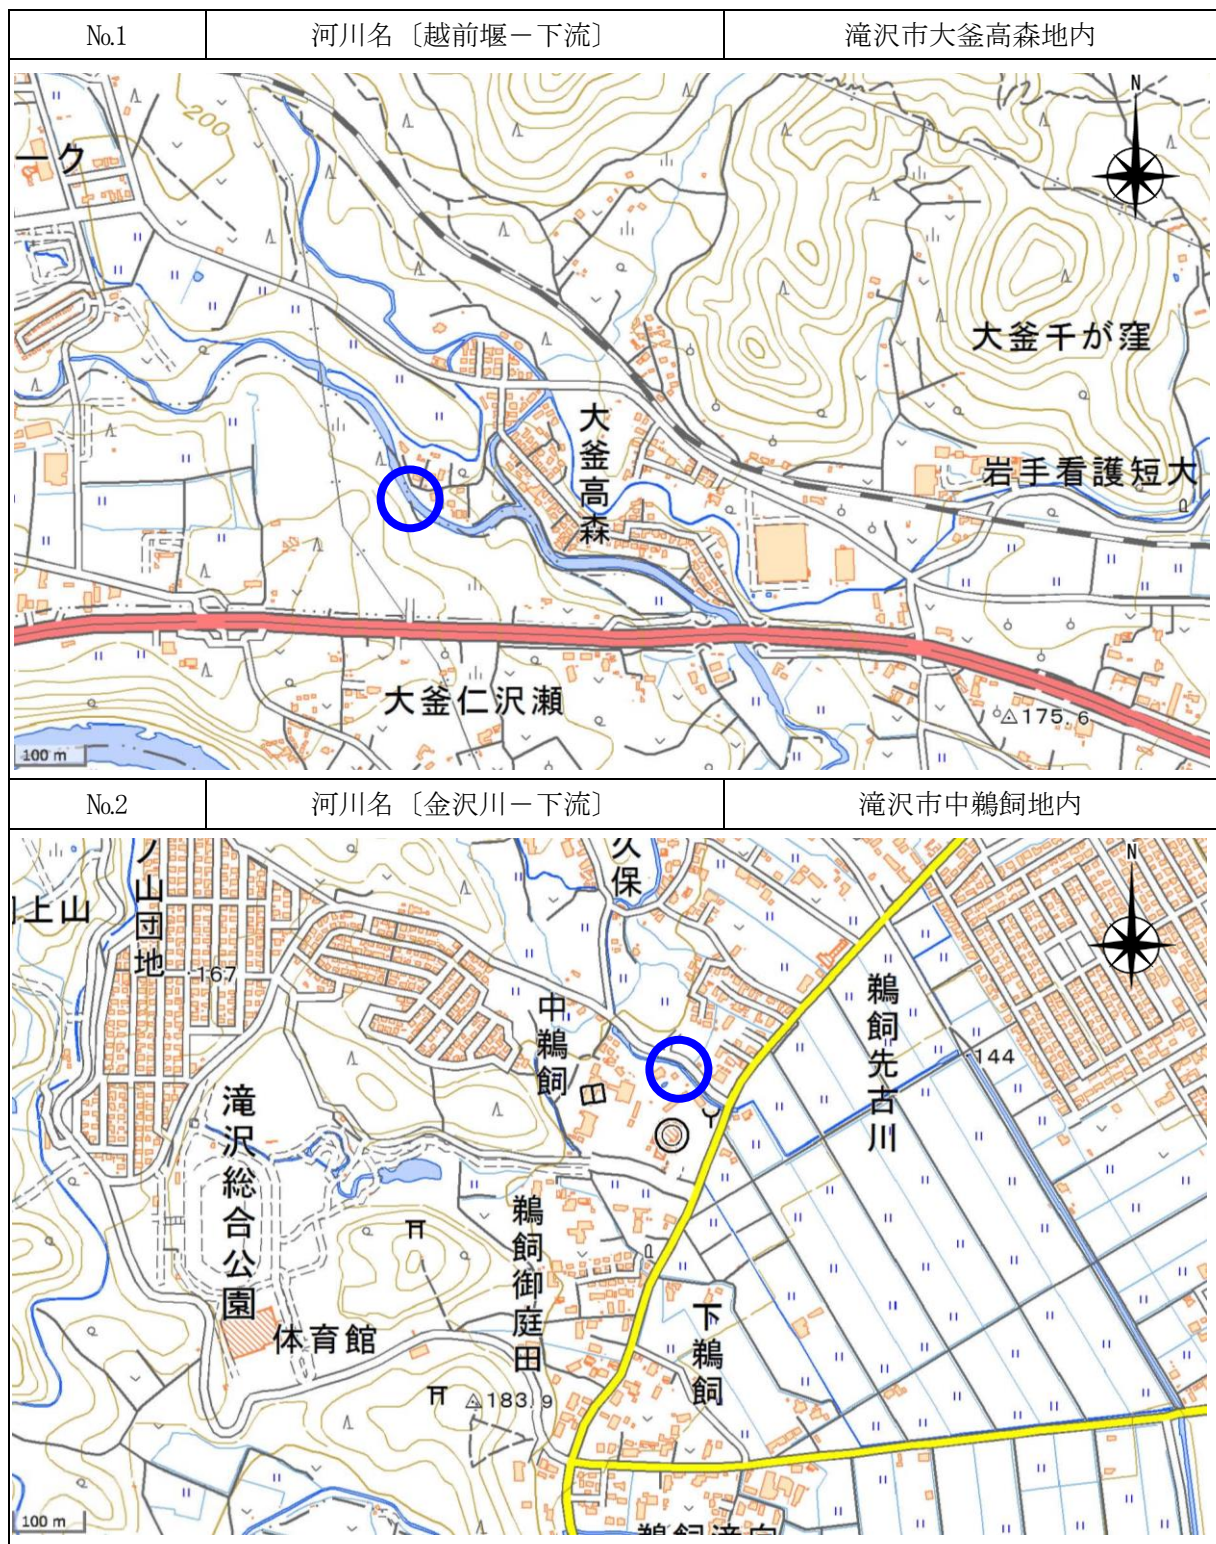 №1 河川名〔越前堰－下流〕 滝沢市大釜高森地内
N
200
ーク
大釜千が窪
大釜高森
岩手看護短大
大釜仁沢瀬
175.6
100 m
№2 河川名〔金沢川－下流〕 滝沢市中鵜飼地内
N
ノ山団地
久保
上山
167
中鵜飼
鵜飼先古川
144
滝沢総合公園
鵜飼御庭田
下鵜飼
体育館
183.9
100 m